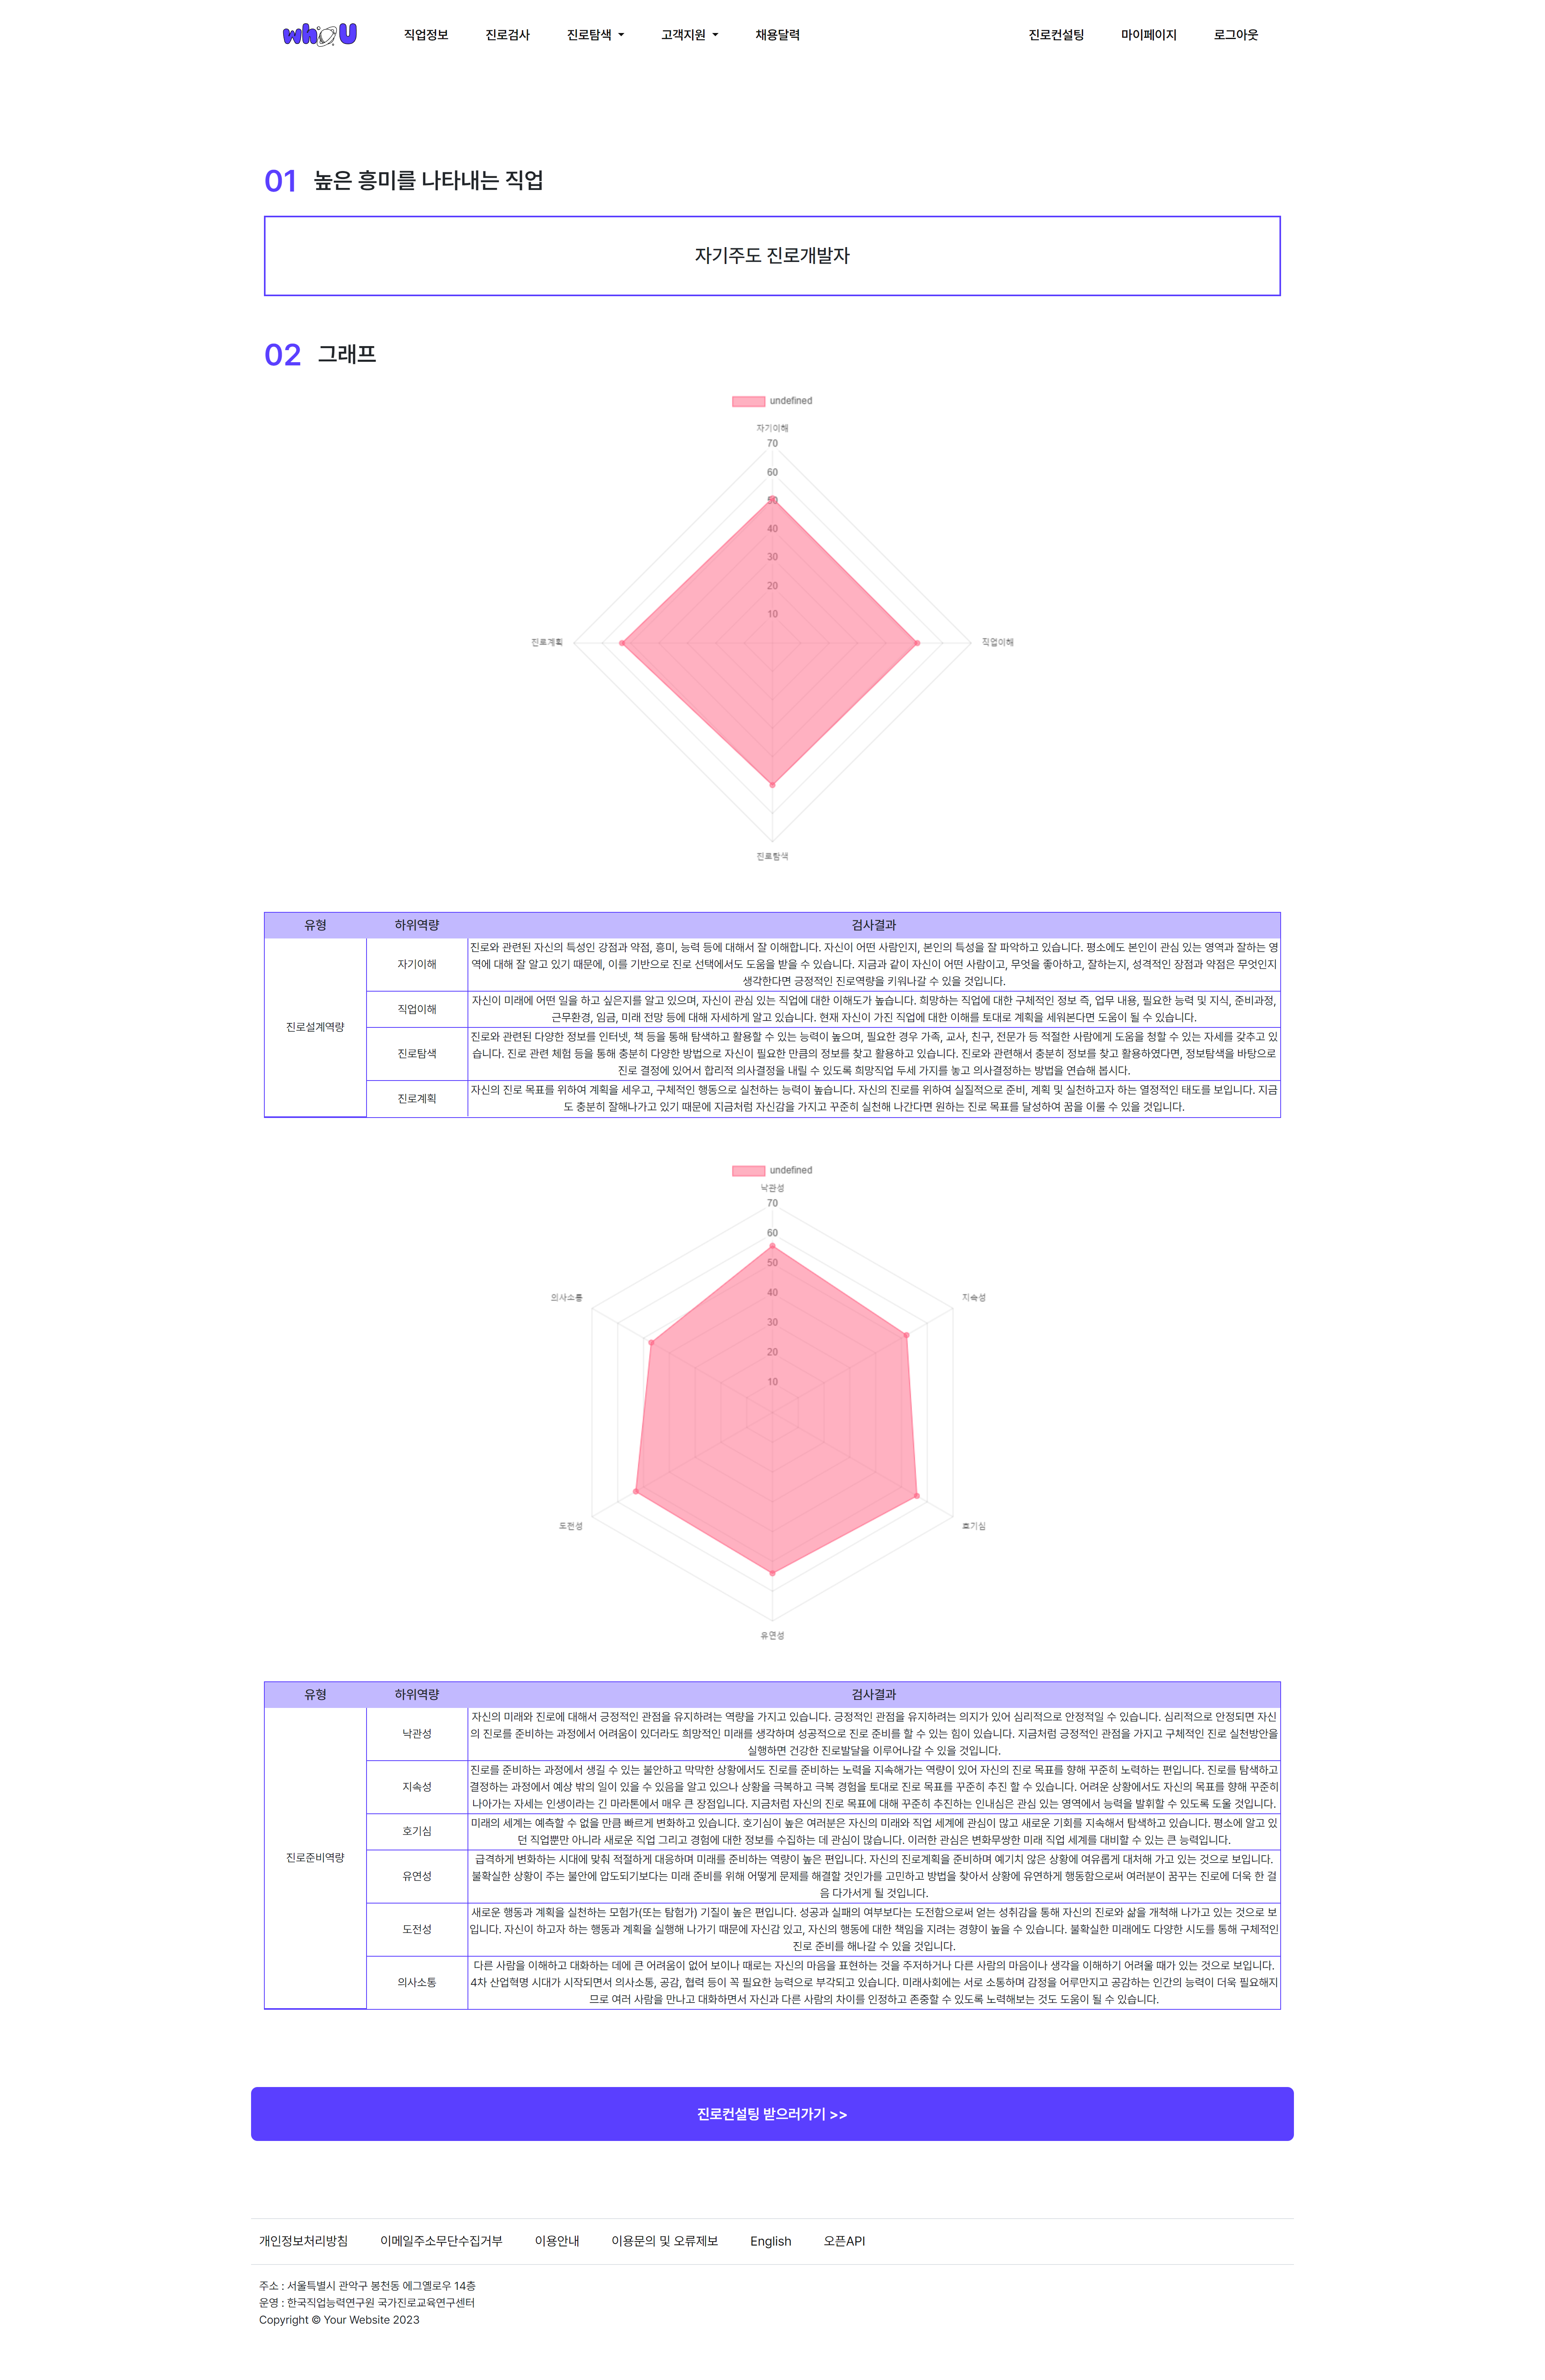 whoU 직업정보 진로검사 진로탐색 고객지원 채용달력 진로컨설팅 마이페이지 로그아웃
01 높은 흥미를 나타내는 직업
자기주도 진로개발자
02 그래프
undefined
자기이해
70
60
50
40
30
20
10
진로계획
직업이해
진로탐색
유형 하위역량 검사결과
진로설계역량
자기이해
진로와 관련된 자신의 특성인 강점과 약점, 흥미, 능력 등에 대해서 잘 이해합니다. 자신이 어떤 사람인지, 본인의 특성을 잘 파악하고 있습니다. 평소에도 본인이 관심 있는 영역과 잘하는 영
역에 대해 잘 알고 있기 때문에, 이를 기반으로 진로 선택에서도 도움을 받을 수 있습니다. 지금과 같이 자신이 어떤 사람이고, 무엇을 좋아하고, 잘하는지, 성격적인 장점과 약점은 무엇인지
생각한다면 긍정적인 진로역량을 키워나갈 수 있을 것입니다.
직업이해
자신이 미래에 어떤 일을 하고 싶은지를 알고 있으며, 자신이 관심 있는 직업에 대한 이해도가 높습니다. 희망하는 직업에 대한 구체적인 정보 즉, 업무 내용, 필요한 능력 및 지식, 준비과정,
근무환경, 임금, 미래 전망 등에 대해 자세하게 알고 있습니다. 현재 자신이 가진 직업에 대한 이해를 토대로 계획을 세워본다면 도움이 될 수 있습니다.
진로탐색
진로와 관련된 다양한 정보를 인터넷, 책 등을 통해 탐색하고 활용할 수 있는 능력이 높으며, 필요한 경우 가족, 교사, 친구, 전문가 등 적절한 사람에게 도움을 청할 수 있는 자세를 갖추고 있
습니다. 진로 관련 체험 등을 통해 충분히 다양한 방법으로 자신이 필요한 만큼의 정보를 찾고 활용하고 있습니다. 진로와 관련해서 충분히 정보를 찾고 활용하였다면, 정보탐색을 바탕으로
진로 결정에 있어서 합리적 의사결정을 내릴 수 있도록 희망직업 두세 가지를 놓고 의사결정하는 방법을 연습해 봅시다.
진로계획
자신의 진로 목표를 위하여 계획을 세우고, 구체적인 행동으로 실천하는 능력이 높습니다. 자신의 진로를 위하여 실질적으로 준비, 계획 및 실천하고자 하는 열정적인 태도를 보입니다. 지금
도 충분히 잘해나가고 있기 때문에 지금처럼 자신감을 가지고 꾸준히 실천해 나간다면 원하는 진로 목표를 달성하여 꿈을 이룰 수 있을 것입니다.
undefined
낙관성
70
60
50
40
30
20
10
의사소통
지속성
도전성
호기심
유연성
유형 하위역량 검사결과
진로준비역량
낙관성
자신의 미래와 진로에 대해서 긍정적인 관점을 유지하려는 역량을 가지고 있습니다. 긍정적인 관점을 유지하려는 의지가 있어 심리적으로 안정적일 수 있습니다. 심리적으로 안정되면 자신
의 진로를 준비하는 과정에서 어려움이 있더라도 희망적인 미래를 생각하며 성공적으로 진로 준비를 할 수 있는 힘이 있습니다. 지금처럼 긍정적인 관점을 가지고 구체적인 진로 실천방안을
실행하면 건강한 진로발달을 이루어나갈 수 있을 것입니다.
지속성
진로를 준비하는 과정에서 생길 수 있는 불안하고 막막한 상황에서도 진로를 준비하는 노력을 지속해가는 역량이 있어 자신의 진로 목표를 향해 꾸준히 노력하는 편입니다. 진로를 탐색하고
결정하는 과정에서 예상 밖의 일이 있을 수 있음을 알고 있으나 상황을 극복하고 극복 경험을 토대로 진로 목표를 꾸준히 추진 할 수 있습니다. 어려운 상황에서도 자신의 목표를 향해 꾸준히
나아가는 자세는 인생이라는 긴 마라톤에서 매우 큰 장점입니다. 지금처럼 자신의 진로 목표에 대해 꾸준히 추진하는 인내심은 관심 있는 영역에서 능력을 발휘할 수 있도록 도울 것입니다.
호기심
미래의 세계는 예측할 수 없을 만큼 빠르게 변화하고 있습니다. 호기심이 높은 여러분은 자신의 미래와 직업 세계에 관심이 많고 새로운 기회를 지속해서 탐색하고 있습니다. 평소에 알고 있
던 직업뿐만 아니라 새로운 직업 그리고 경험에 대한 정보를 수집하는 데 관심이 많습니다. 이러한 관심은 변화무쌍한 미래 직업 세계를 대비할 수 있는 큰 능력입니다.
유연성
급격하게 변화하는 시대에 맞춰 적절하게 대응하며 미래를 준비하는 역량이 높은 편입니다. 자신의 진로계획을 준비하며 예기치 않은 상황에 여유롭게 대처해 가고 있는 것으로 보입니다.
불확실한 상황이 주는 불안에 압도되기보다는 미래 준비를 위해 어떻게 문제를 해결할 것인가를 고민하고 방법을 찾아서 상황에 유연하게 행동함으로써 여러분이 꿈꾸는 진로에 더욱 한 걸
음 다가서게 될 것입니다.
도전성
새로운 행동과 계획을 실천하는 모험가(또는 탐험가) 기질이 높은 편입니다. 성공과 실패의 여부보다는 도전함으로써 얻는 성취감을 통해 자신의 진로와 삶을 개척해 나가고 있는 것으로 보
입니다. 자신이 하고자 하는 행동과 계획을 실행해 나가기 때문에 자신감 있고, 자신의 행동에 대한 책임을 지려는 경향이 높을 수 있습니다. 불확실한 미래에도 다양한 시도를 통해 구체적인
진로 준비를 해나갈 수 있을 것입니다.
의사소통
다른 사람을 이해하고 대화하는 데에 큰 어려움이 없어 보이나 때로는 자신의 마음을 표현하는 것을 주저하거나 다른 사람의 마음이나 생각을 이해하기 어려울 때가 있는 것으로 보입니다.
4차 산업혁명 시대가 시작되면서 의사소통, 공감, 협력 등이 꼭 필요한 능력으로 부각되고 있습니다. 미래사회에는 서로 소통하며 감정을 어루만지고 공감하는 인간의 능력이 더욱 필요해지
므로 여러 사람을 만나고 대화하면서 자신과 다른 사람의 차이를 인정하고 존중할 수 있도록 노력해보는 것도 도움이 될 수 있습니다.
진로컨설팅 받으러가기 >>
개인정보처리방침 이메일주소무단수집거부 이용안내 이용문의 및 오류제보 English 오픈API
주소 : 서울특별시 관악구 봉천동 에그옐로우 14층
운영 : 한국직업능력연구원 국가진로교육연구센터
Copyright © Your Website 2023